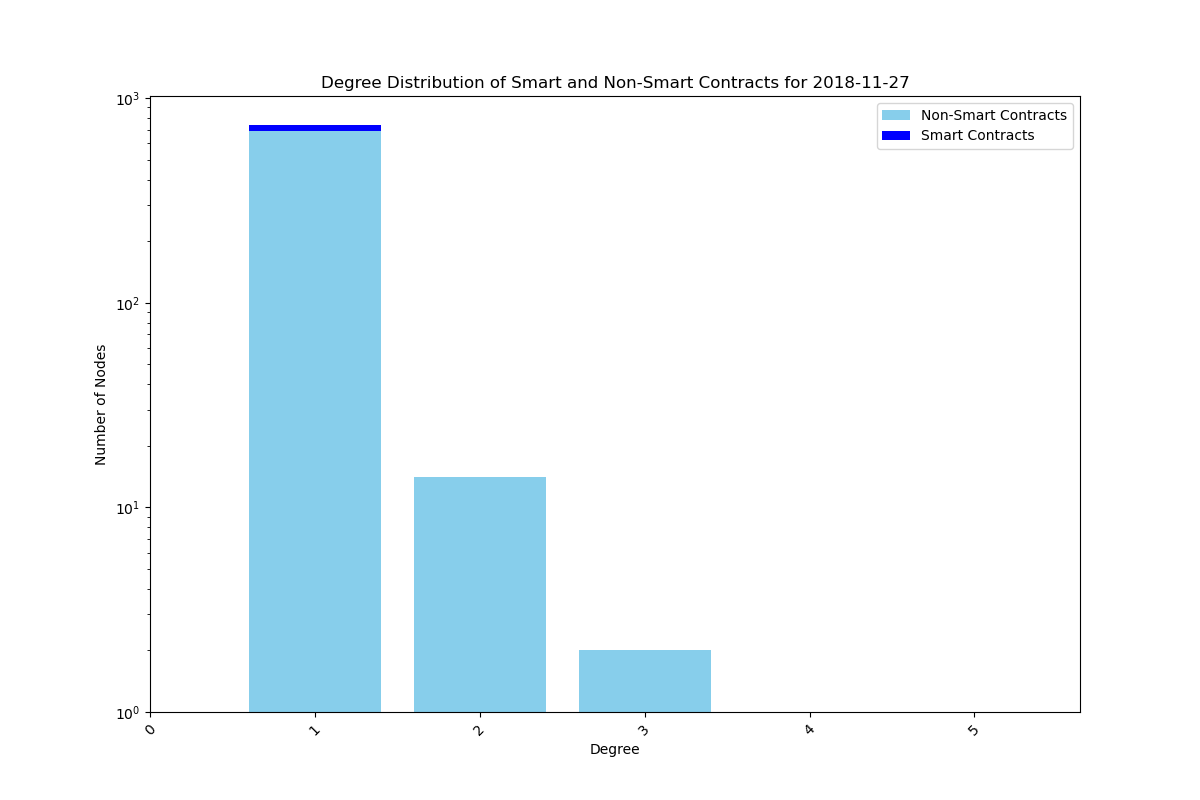 Degree Distribution of Smart and Non-Smart Contracts for 2018-11-27
Non-Smart Contracts
Smart Contracts
Number of Nodes
10³
10²
10¹
10⁰
0
1
2
3
4
5
Degree